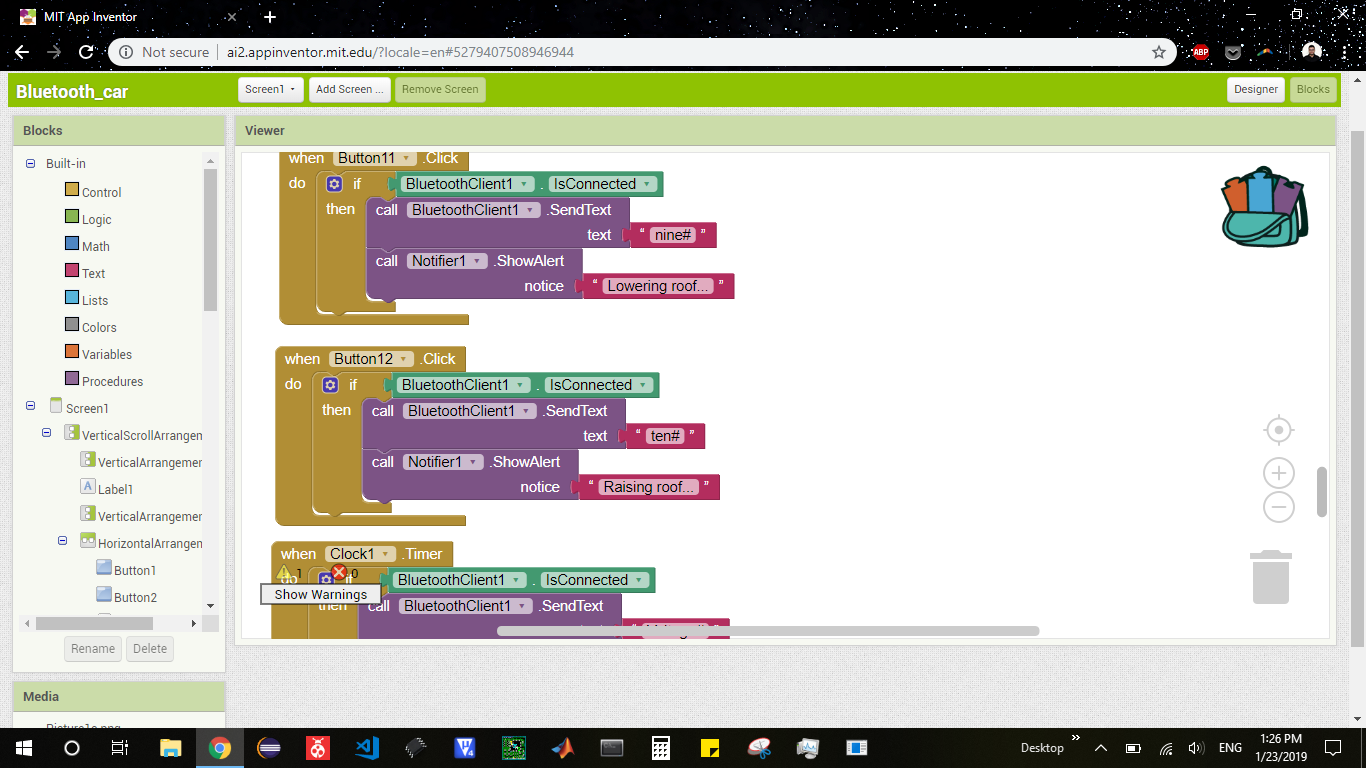 MIT App Inventor
Not secure ai2.appinventor.mit.edu/?locale=en#5279407508946944
ABP
Bluetooth_car Screen1 Add Screen ... Remove Screen Designer Blocks
Blocks
Built-in
Control
Logic
Math
Text
Lists
Colors
Variables
Procedures
Screen1
VerticalScrollArrangen
VerticalArrangemer
Label1
VerticalArrangemer
HorizontalArrangen
Button1
Button2
Rename Delete
Media
Viewer
when Button11 .Click
do if BluetoothClient1 . IsConnected
then call BluetoothClient1 .SendText
text " nine# "
call Notifier1 .ShowAlert
notice " Lowering roof... "
when Button12 .Click
do if BluetoothClient1 . IsConnected
then call BluetoothClient1 .SendText
text " ten# "
call Notifier1 .ShowAlert
notice " Raising roof... "
when Clock1 .Timer
do if BluetoothClient1 . IsConnected
1 0
Show Warnings
then call BluetoothClient1 .SendText
Desktop » ENG 1:26 PM
1/23/2019